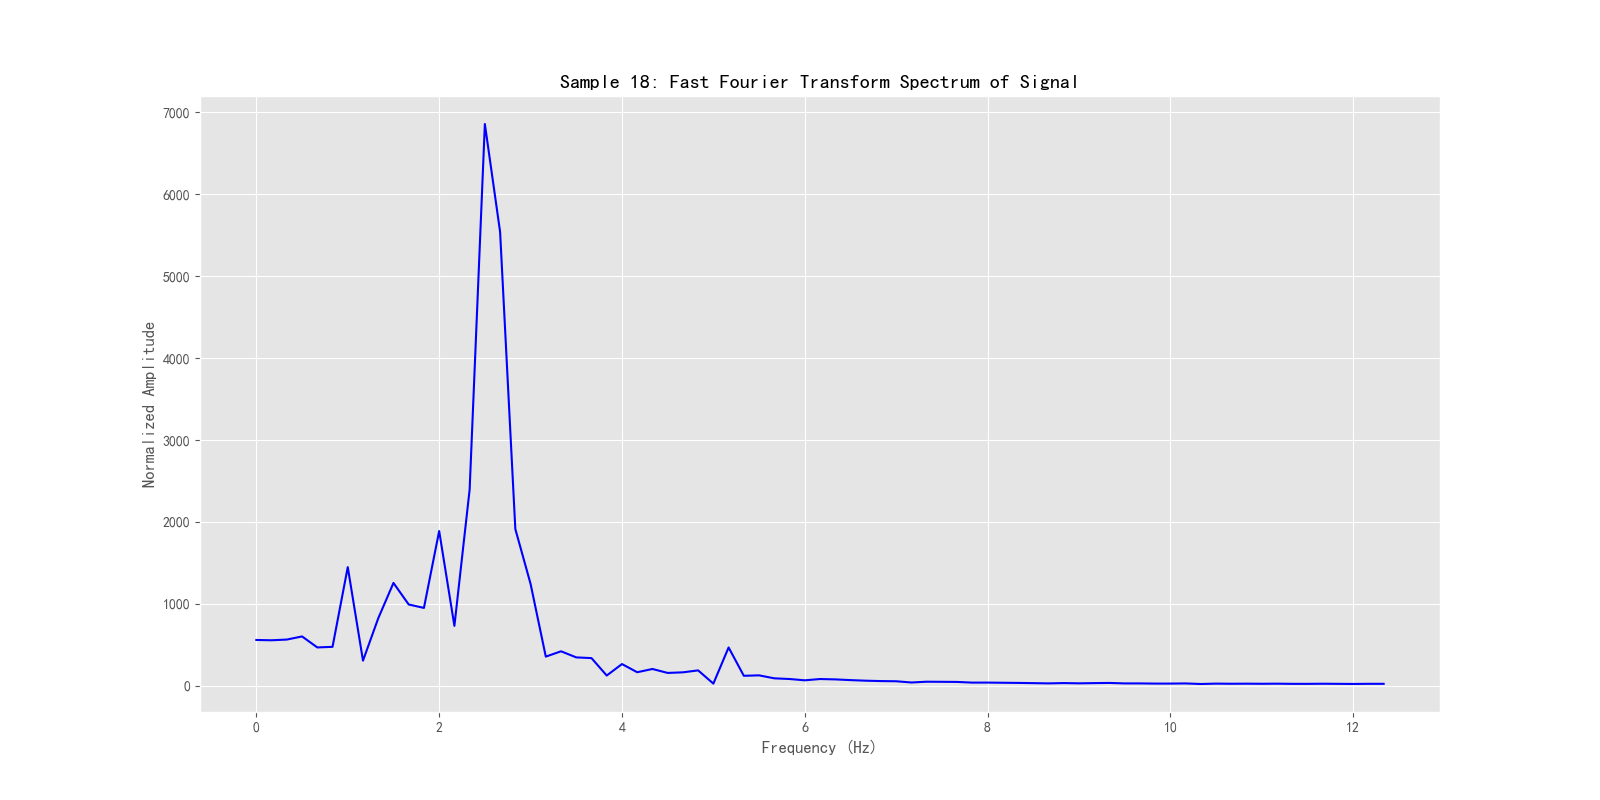 Sample 18: Fast Fourier Transform Spectrum of Signal
7000
6000
5000
4000
3000
2000
1000
0
Normalized Amplitude
0 2 4 6 8 10 12
Frequency (Hz)